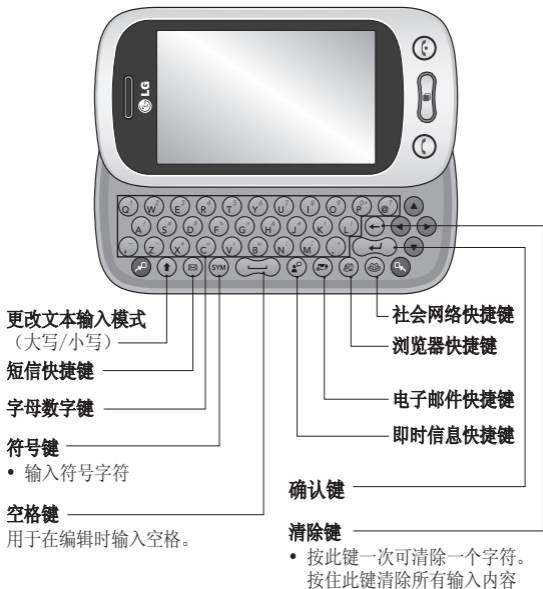 LG
Q W E R T Y U I O P @
A S D F G H J K L
Z X C V B N M
SYM
更改文本输入模式
（大写/小写）
短信快捷键
字母数字键
符号键
• 输入符号字符
空格键
用于在编辑时输入空格。
社会网络快捷键
浏览器快捷键
电子邮件快捷键
即时信息快捷键
确认键
清除键
• 按此键一次可清除一个字符。
按住此键清除所有输入内容